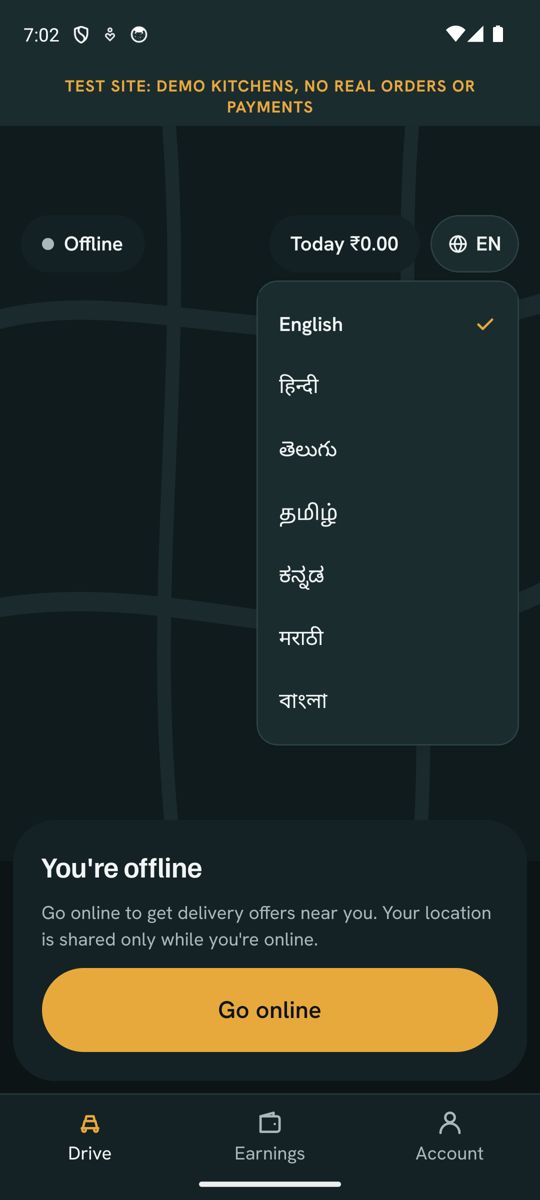 7:02
TEST SITE: DEMO KITCHENS, NO REAL ORDERS OR
PAYMENTS
Offline
Today ₹0.00
EN
English
हिन्दी
తెలుగు
தமிழ்
ಕನ್ನಡ
मराठी
বাংলা
You're offline
Go online to get delivery offers near you. Your location
is shared only while you're online.
Go online
Drive
Earnings
Account